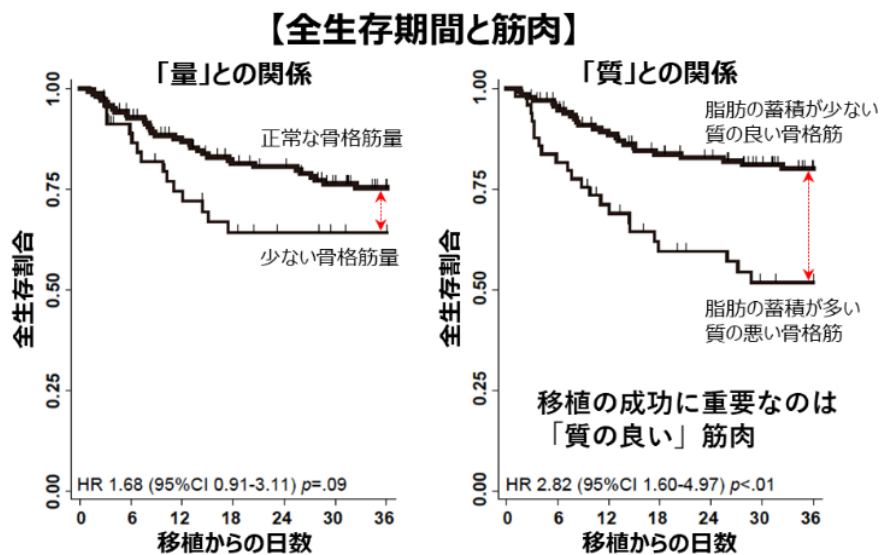 【全生存期間と筋肉】
「量」との関係
全生存割合
1.00
0.75
0.50
0.25
0.00
正常な骨格筋量
少ない骨格筋量
HR 1.68 (95%CI 0.91-3.11) p=.09
0 6 12 18 24 30 36
移植からの日数
「質」との関係
全生存割合
1.00
0.75
0.50
0.25
0.00
脂肪の蓄積が少ない
質の良い骨格筋
脂肪の蓄積が多い
質の悪い骨格筋
移植の成功に重要なのは
「質の良い」筋肉
HR 2.82 (95%CI 1.60-4.97) p<.01
0 6 12 18 24 30 36
移植からの日数